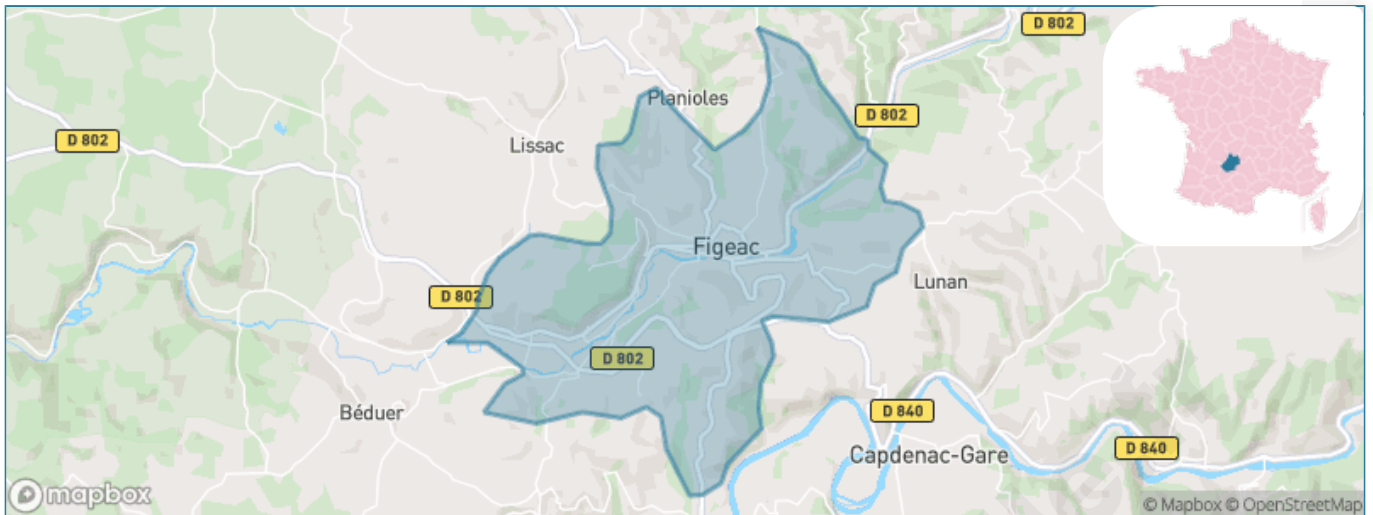 D 802
Planioles
D 802
D 802
Lissac
Figeac
Lunan
D 802
D 802
Béduer
D 840
Capdenac-Gare
D 840
mapbox
© Mapbox © OpenStreetMap